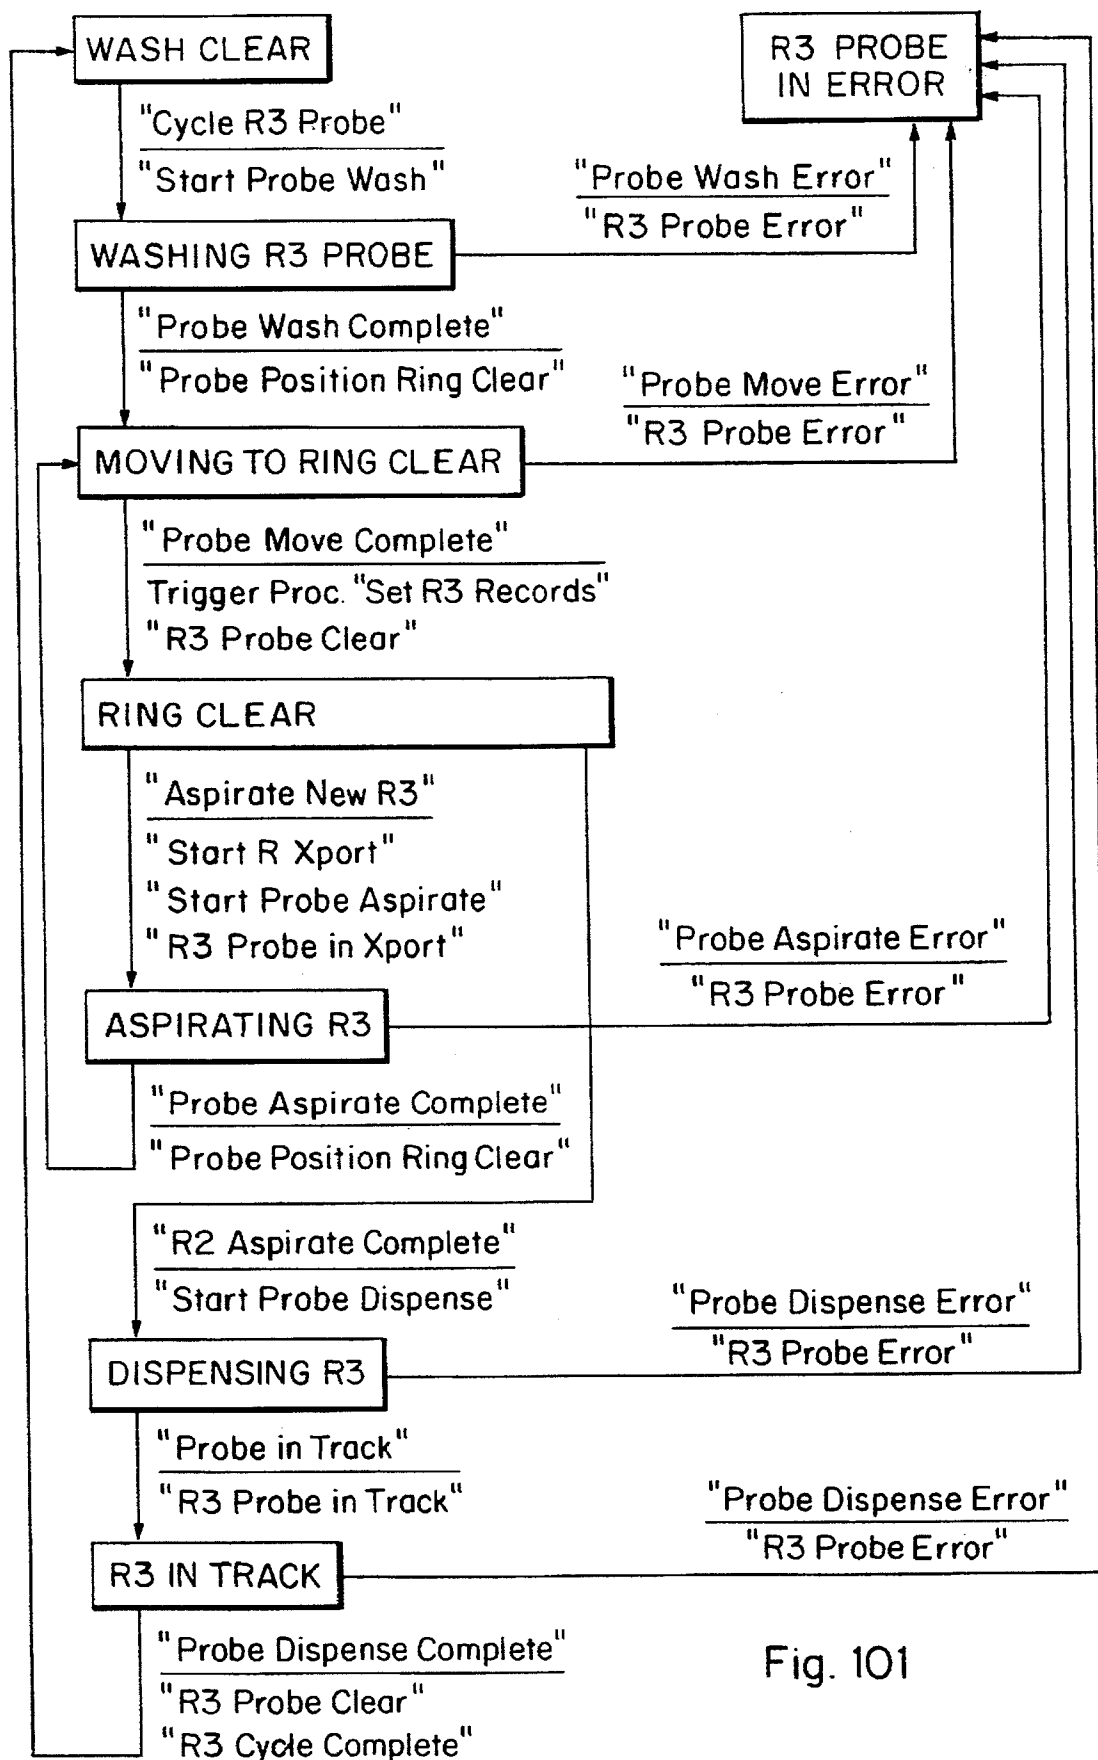 WASH CLEAR
R3 PROBE
IN ERROR
"Cycle R3 Probe"
"Start Probe Wash"
"Probe Wash Error"
"R3 Probe Error"
WASHING R3 PROBE
"Probe Wash Complete"
"Probe Position Ring Clear"
"Probe Move Error"
"R3 Probe Error"
MOVING TO RING CLEAR
"Probe Move Complete"
Trigger Proc. "Set R3 Records"
"R3 Probe Clear"
RING CLEAR
"Aspirate New R3"
"Start R Xport"
"Start Probe Aspirate"
"R3 Probe in Xport"
"Probe Aspirate Error"
"R3 Probe Error"
ASPIRATING R3
"Probe Aspirate Complete"
"Probe Position Ring Clear"
"R2 Aspirate Complete"
"Start Probe Dispense"
"Probe Dispense Error"
"R3 Probe Error"
DISPENSING R3
"Probe in Track"
"R3 Probe in Track"
"Probe Dispense Error"
"R3 Probe Error"
R3 IN TRACK
"Probe Dispense Complete"
"R3 Probe Clear"
"R3 Cycle Complete"
Fig. 101